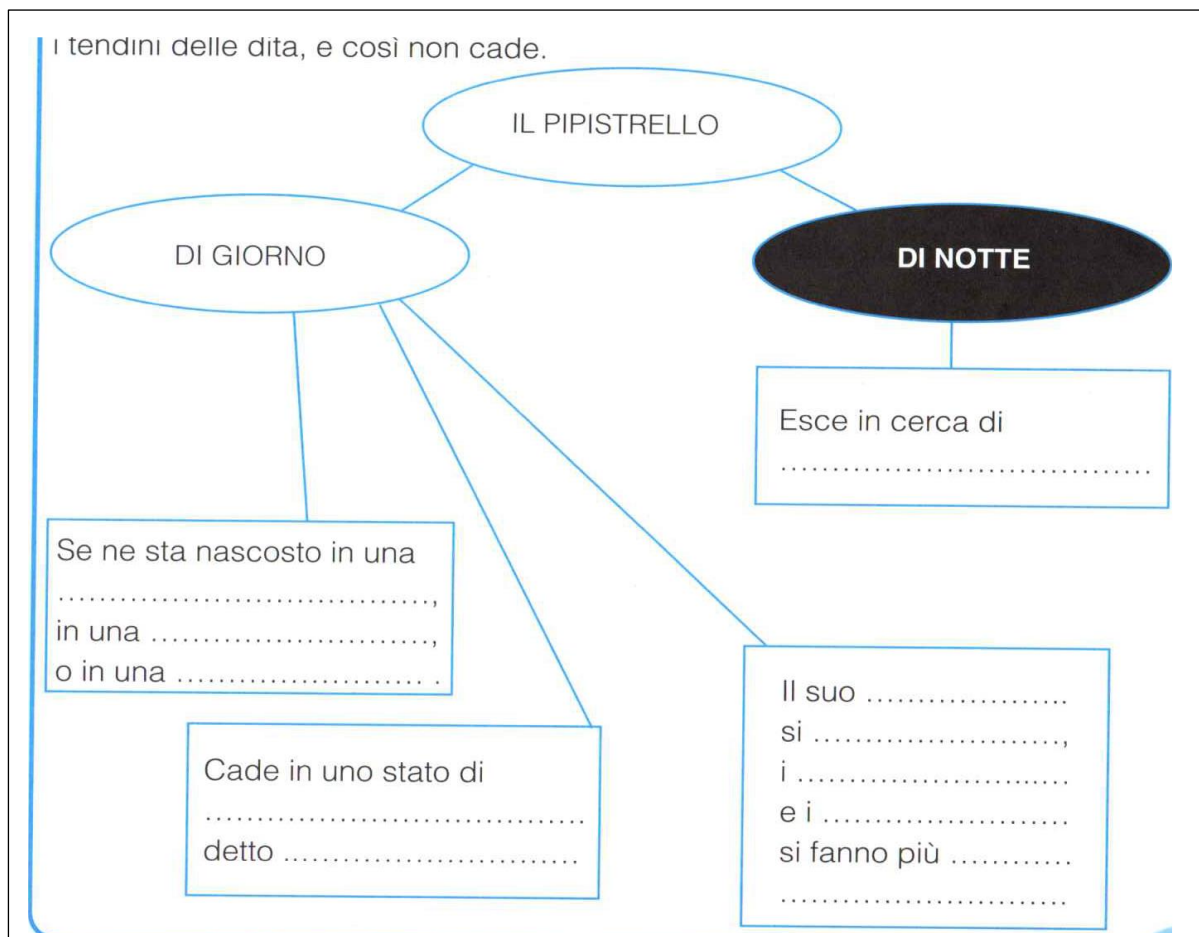 i tendini delle dita, e così non cade.
IL PIPISTRELLO
DI GIORNO
DI NOTTE
Esce in cerca di
....................................
Se ne sta nascosto in una
....................................,
in una ...........................,
o in una ........................ .
Cade in uno stato di
.....................................
detto .............................
Il suo ....................
si ........................,
i ...........................
e i ........................
si fanno più ............
............................